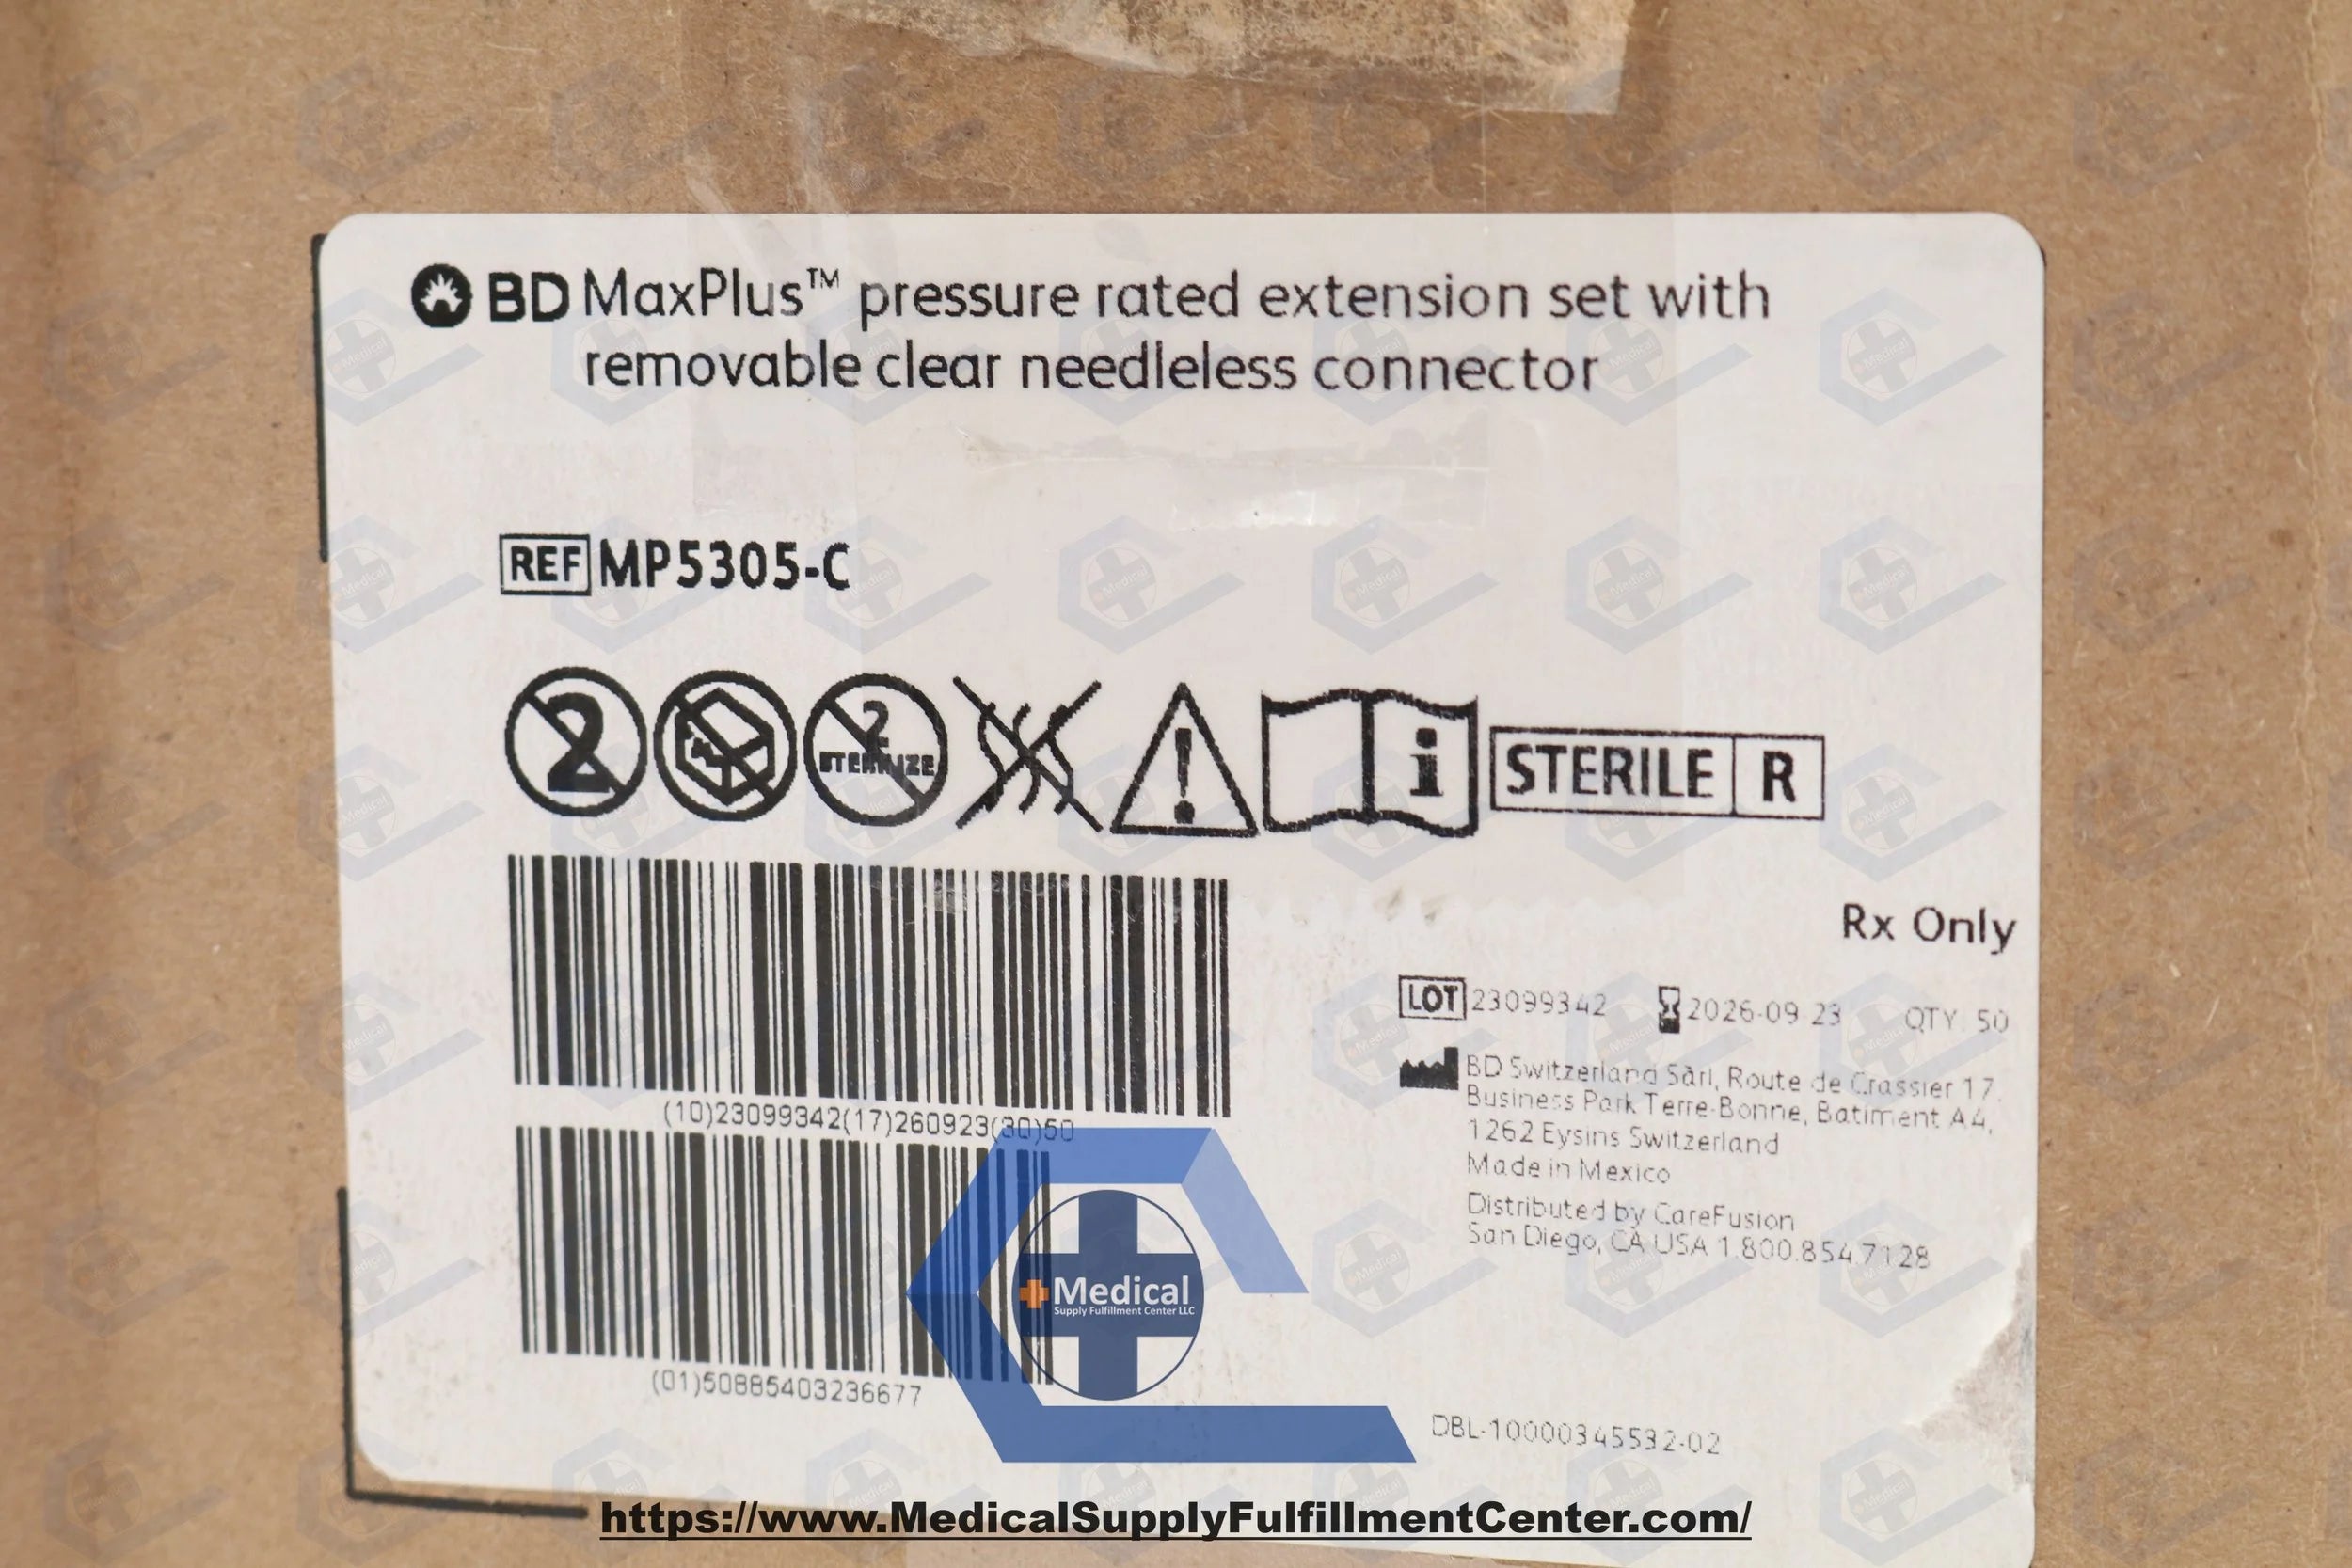 BD MaxPlus™ pressure rated extension set with
removable clear needleless connector
REF MP5305-C
2
2
STERILIZE
i
STERILE R
Rx Only
LOT 23099342 2026-09-23 QTY 50
BD Switzerland Sàrl, Route de Crassier 17,
Business Park Terre-Bonne, Batiment A4,
1262 Eysins Switzerland
Made in Mexico
Distributed by CareFusion
San Diego, CA USA 1.800.854.7128
(10)23099342(17)260923(30)50
(01)50885403236677
Medical
Supply Fulfillment Center LLC
DBL-10000345532-02
https://www.MedicalSupplyFulfillmentCenter.com/